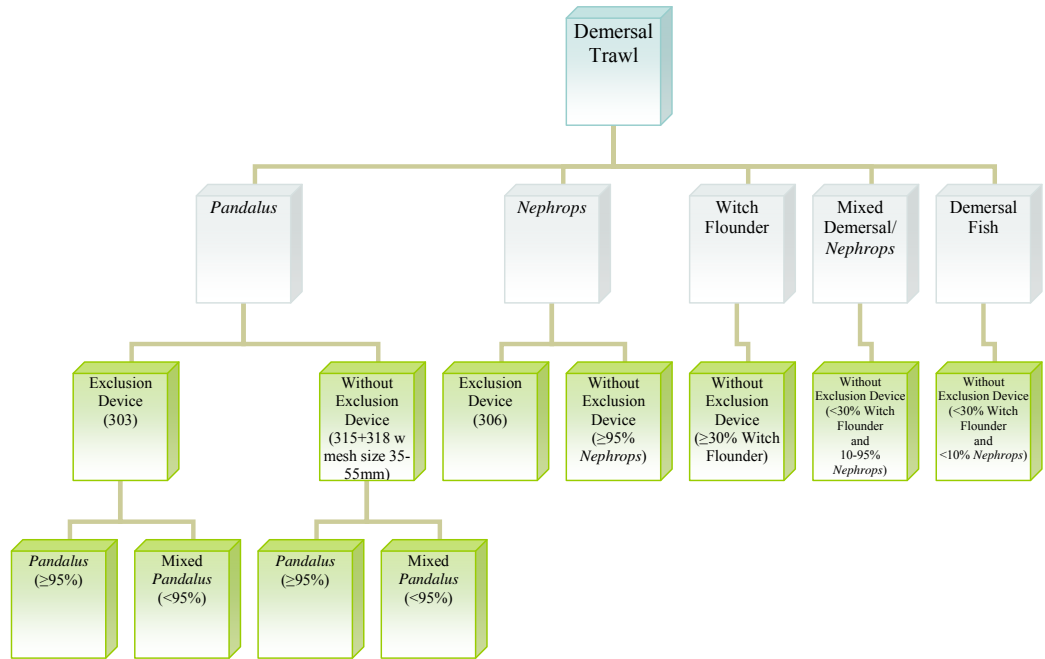 Demersal
Trawl
Pandalus
Nephrops
Witch
Flounder
Mixed
Demersal/
Nephrops
Demersal
Fish
Exclusion
Device
(303)
Without
Exclusion
Device
(315+318 w
mesh size 35-
55mm)
Exclusion
Device
(306)
Without
Exclusion
Device
(≥95%
Nephrops)
Without
Exclusion
Device
(≥30% Witch
Flounder)
Without
Exclusion Device
(<30% Witch
Flounder
and
10-95%
Nephrops)
Without
Exclusion Device
(<30% Witch
Flounder
and
<10% Nephrops)
Pandalus
(≥95%)
Mixed
Pandalus
(<95%)
Pandalus
(≥95%)
Mixed
Pandalus
(<95%)